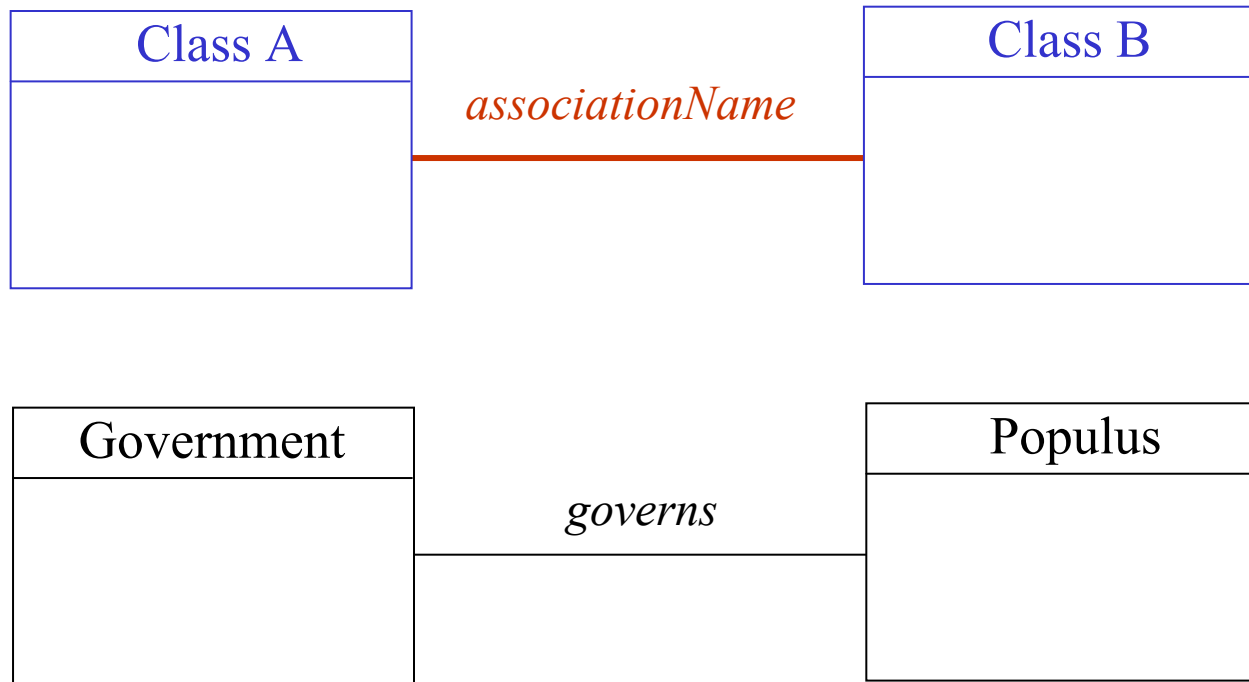 Class A
Class B
associationName
Government
Populus
governs